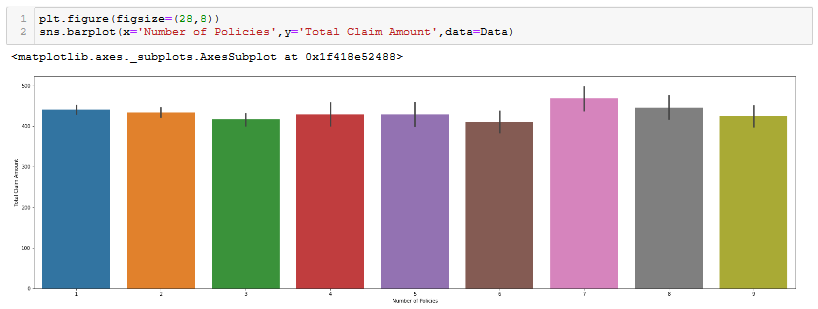 1 plt.figure(figsize=(28,8))
2 sns.barplot(x='Number of Policies',y='Total Claim Amount',data=Data)
<matplotlib.axes._subplots.AxesSubplot at 0x1f418e52488>
500
400
300
200
100
0
Total Claim Amount
1 2 3 4 5 6 7 8 9
Number of Policies